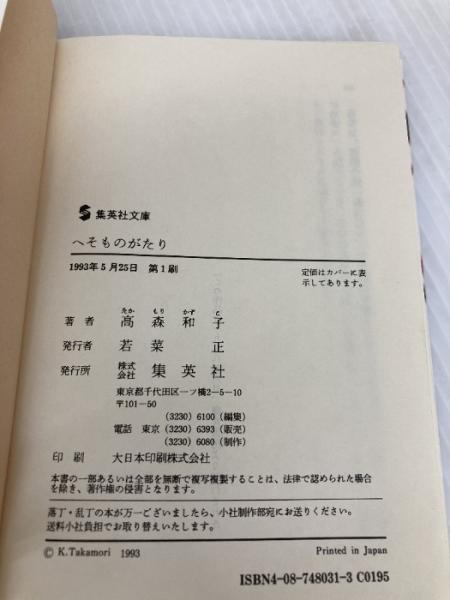 集英社文庫
へそものがたり
1993年5月25日 第1刷
定価はカバーに表
示してあります。
たか もり かず こ
著者 高森和子
発行者 若菜 正
発行所 株式会社 集英社
東京都千代田区一ツ橋2-5-10
〒101-50
(3230) 6100 (編集)
電話 東京 (3230) 6393 (販売)
(3230) 6080 (制作)
印刷 大日本印刷株式会社
本書の一部あるいは全部を無断で複写複製することは、法律で認められた場合
を除き、著作権の侵害となります。
落丁・乱丁の本が万一ございましたら、小社制作部宛にお送りください。
送料小社負担でお取り替えいたします。
© K.Takamori 1993
Printed in Japan
ISBN4-08-748031-3 C0195